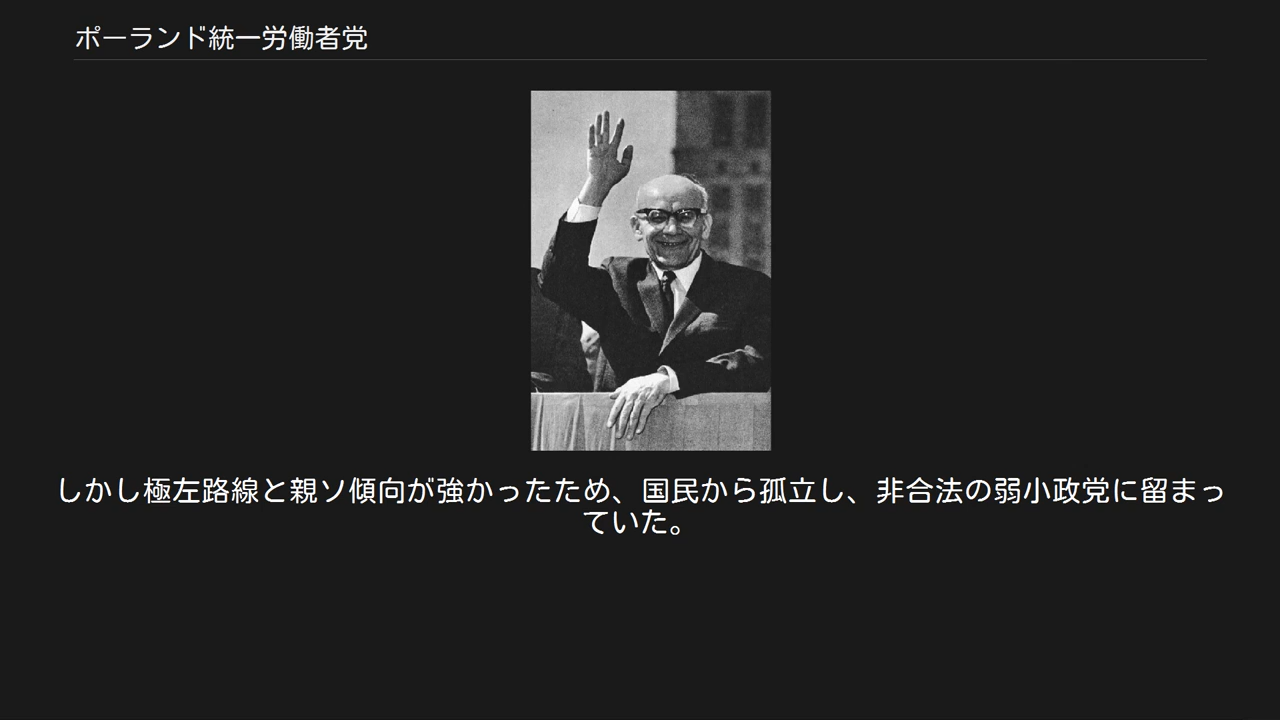 ポーランド統一労働者党
しかし極左路線と親ソ傾向が強かったため、国民から孤立し、非合法の弱小政党に留まっ
ていた。